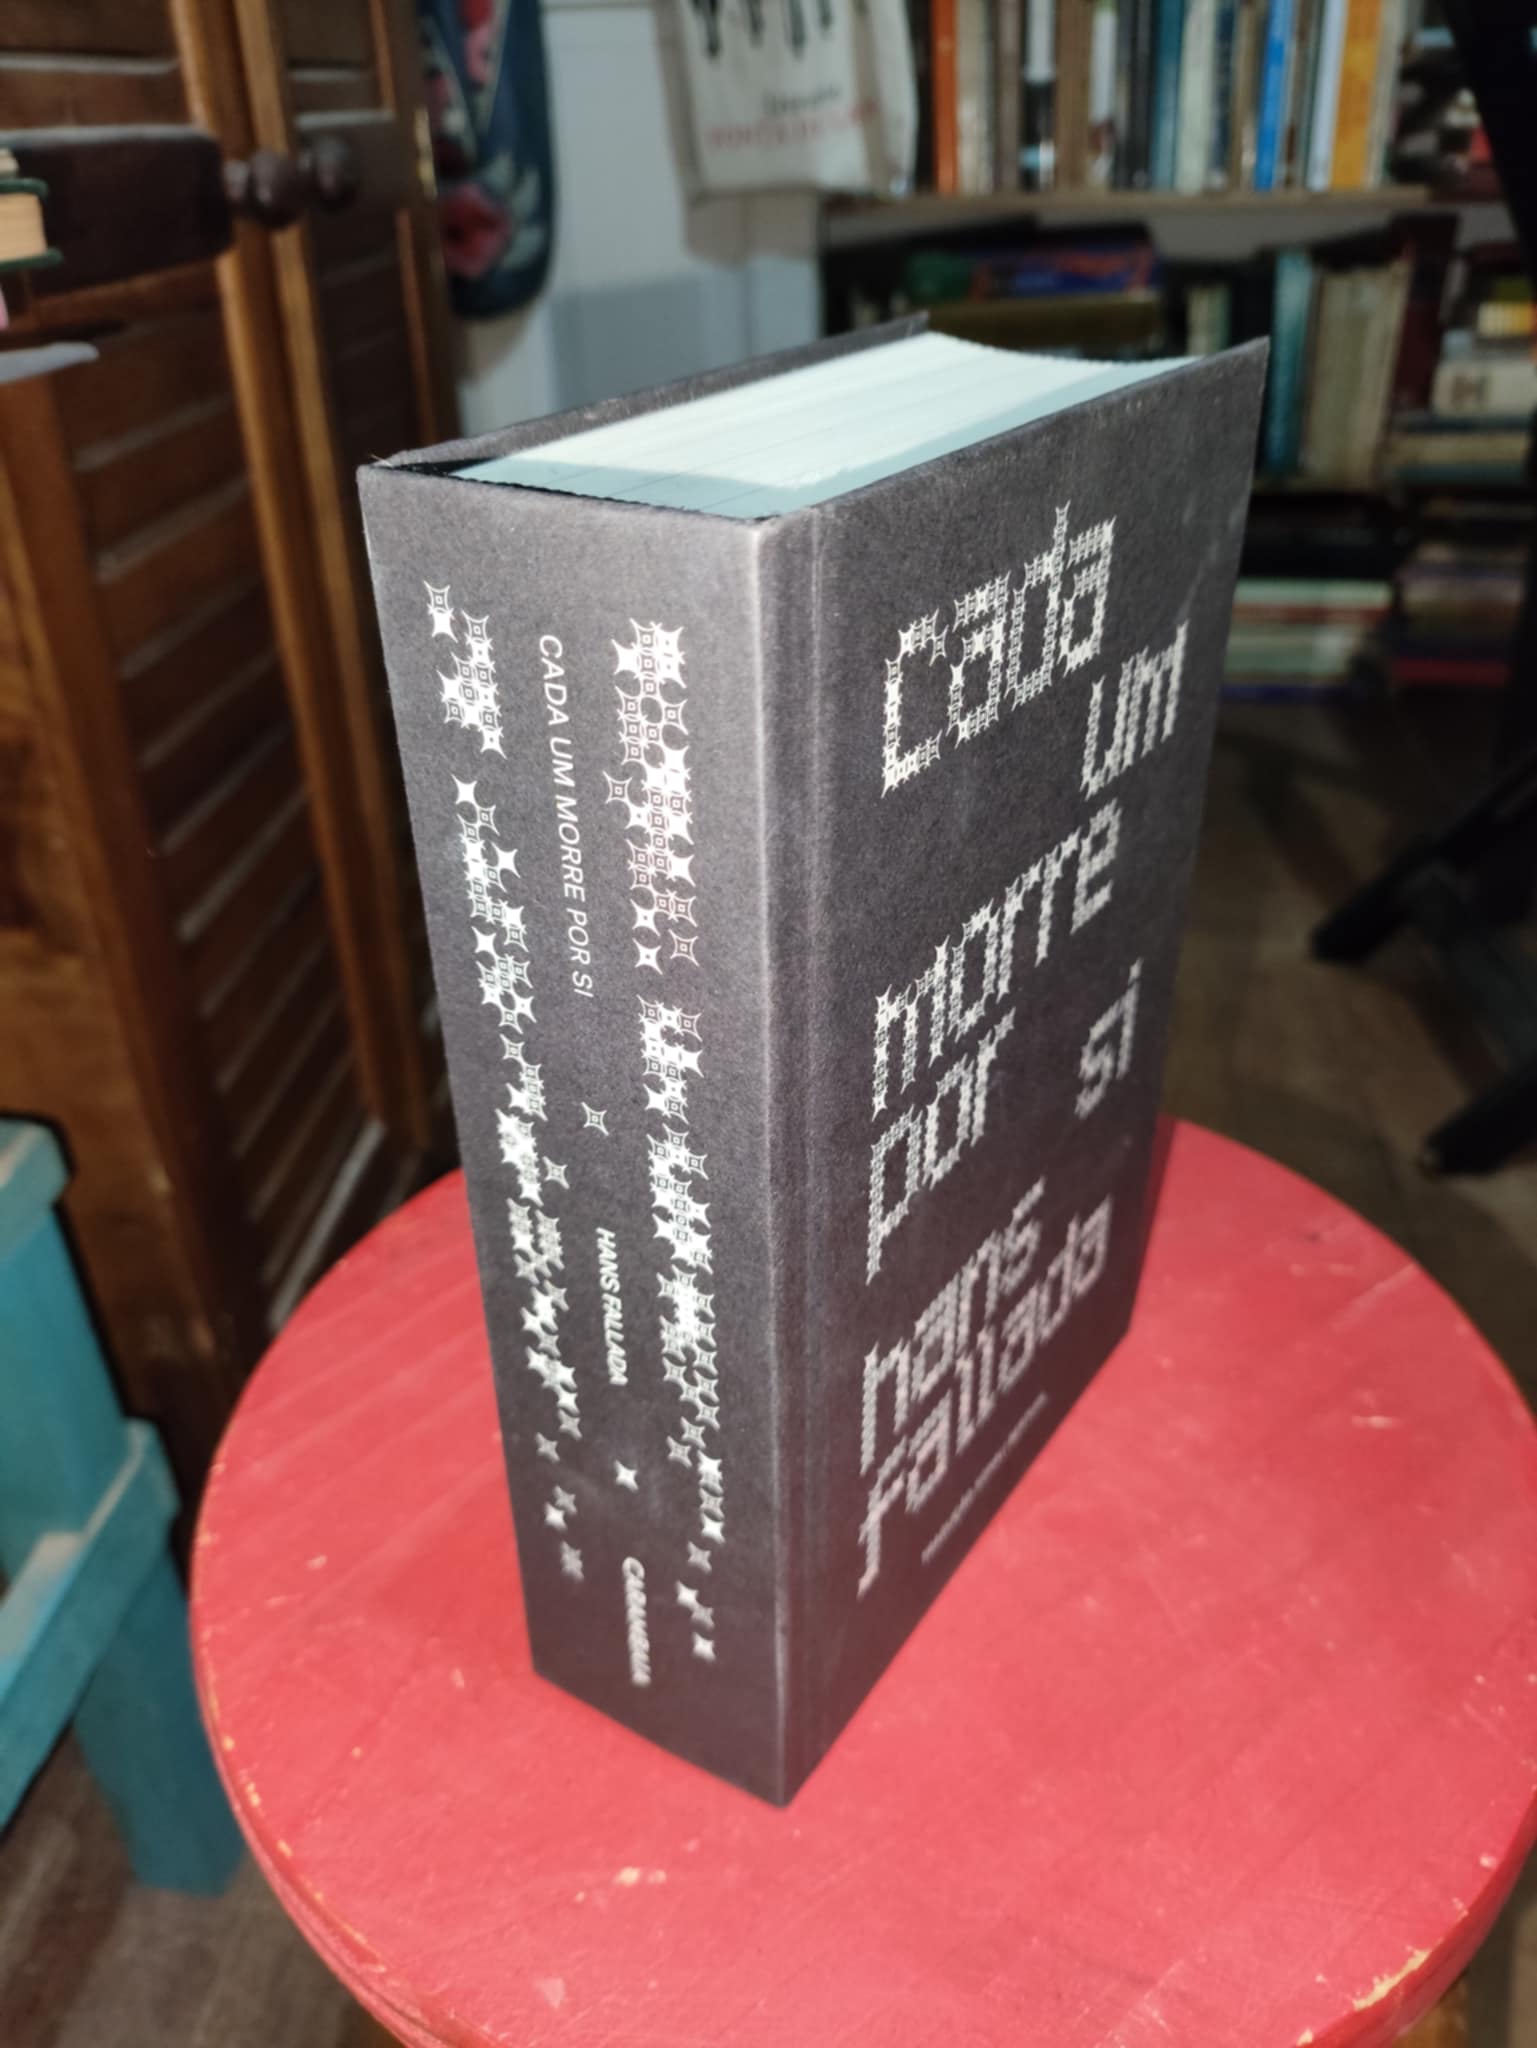 cada
um
morre
por si
hans
fallada
CADA UM MORRE POR SI
HANS FALLADA
CARAMBAIA